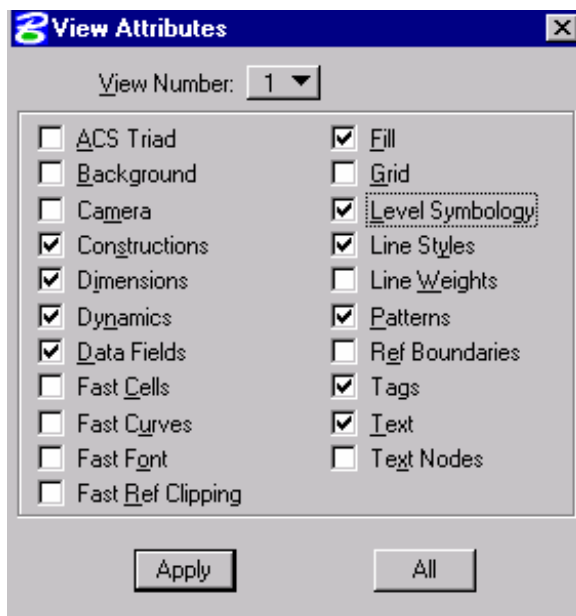 View Attributes
View Number: 1
ACS Triad
Background
Camera
Constructions
Dimensions
Dynamics
Data Fields
Fast Cells
Fast Curves
Fast Font
Fast Ref Clipping
Fill
Grid
Level Symbology
Line Styles
Line Weights
Patterns
Ref Boundaries
Tags
Text
Text Nodes
Apply
All